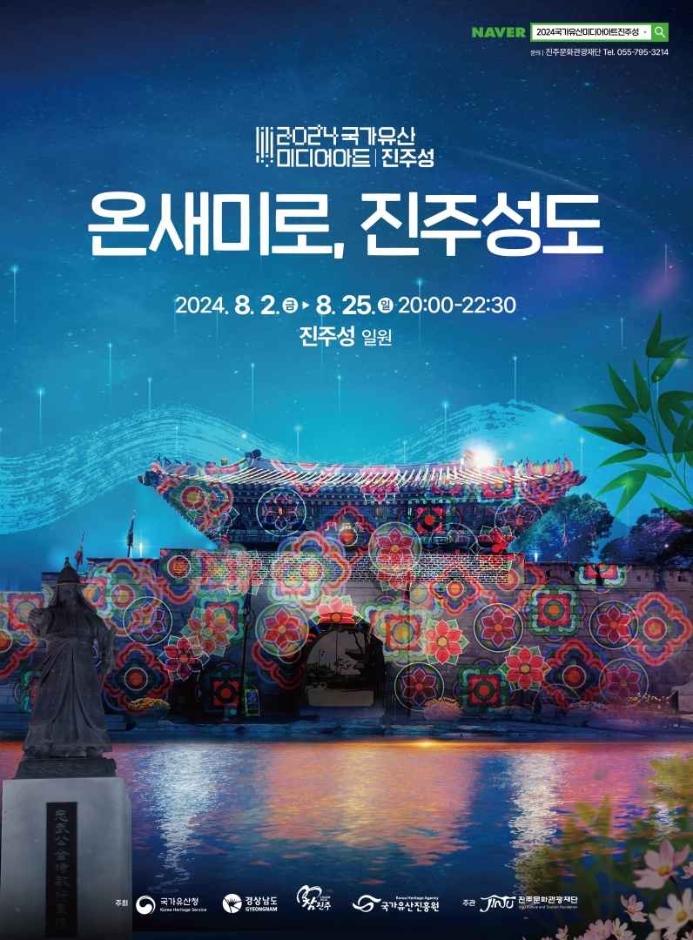 NAVER 2024국가유산미디어아트진주성
문의 | 진주문화관광재단 Tel. 055-795-3214
2024 국가유산
미디어아트 | 진주성
온새미로, 진주성도
2024. 8. 2. 금 ▸ 8. 25. 일 20:00-22:30
진주성 일원
주최 국가유산청 Korea Heritage Service 경상남도 GYEONGNAM 참진주 Korea Heritage Agency 국가유산진흥원 주관 JINJU 진주문화관광재단